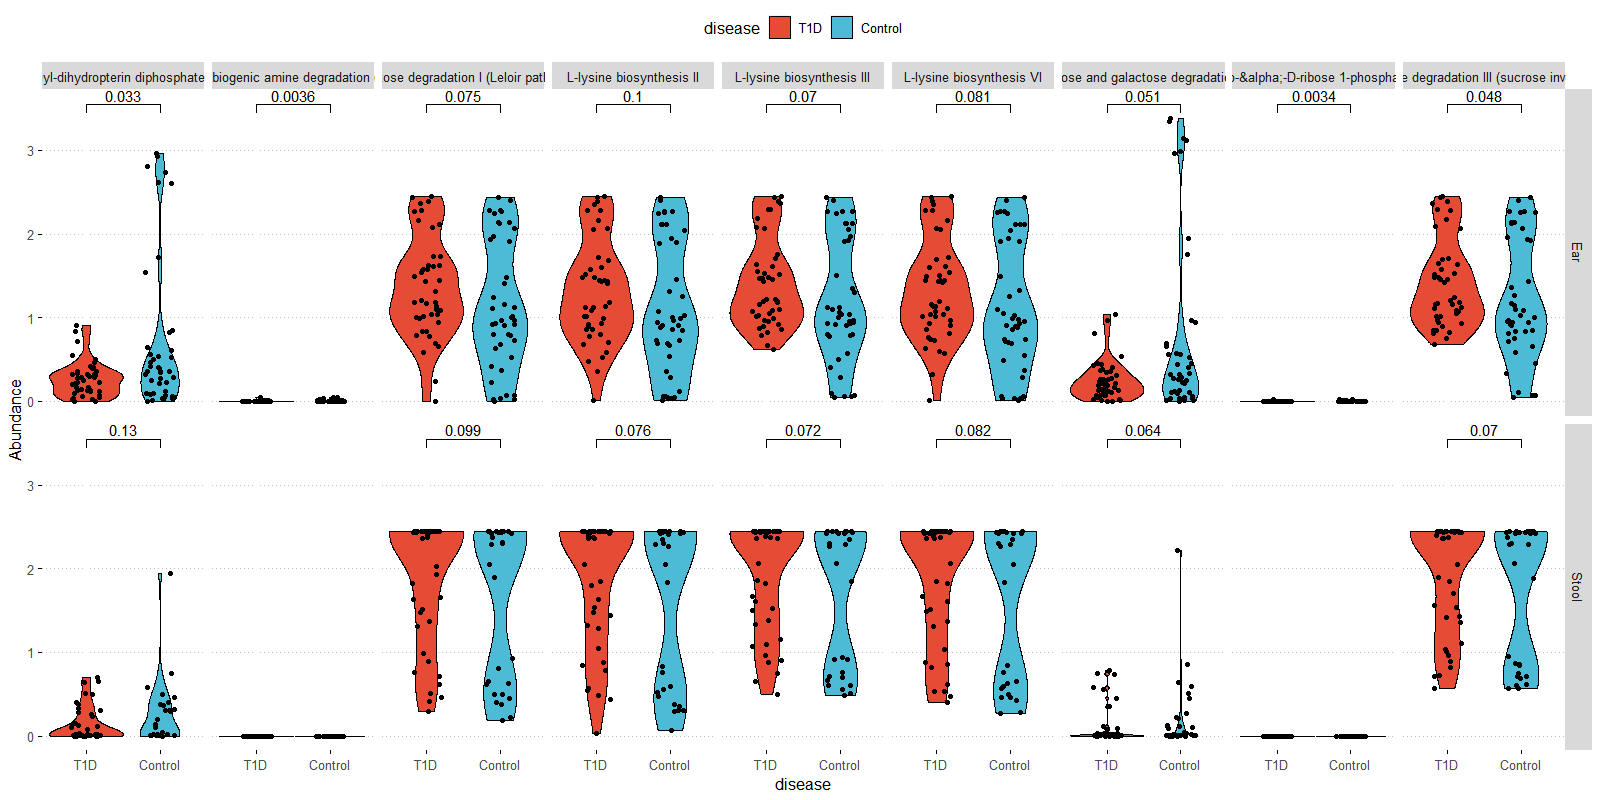 disease T1D Control
yl-dihydropterin diphosphate biogenic amine degradation ose degradation I (Leloir L-lysine biosynthesis II L-lysine biosynthesis III L-lysine biosynthesis VI ose and galactose degradati o-&alpha;-D-ribose 1-phospha e degradation III (sucrose inv
0.033 0.0036 0.075 0.1 0.07 0.081 0.051 0.0034 0.048
3
2
1
0
Ear
Abundance
0.13 0.099 0.076 0.072 0.082 0.064 0.07
3
2
1
0
Stool
T1D Control T1D Control T1D Control T1D Control T1D Control T1D Control T1D Control T1D Control T1D Control
disease